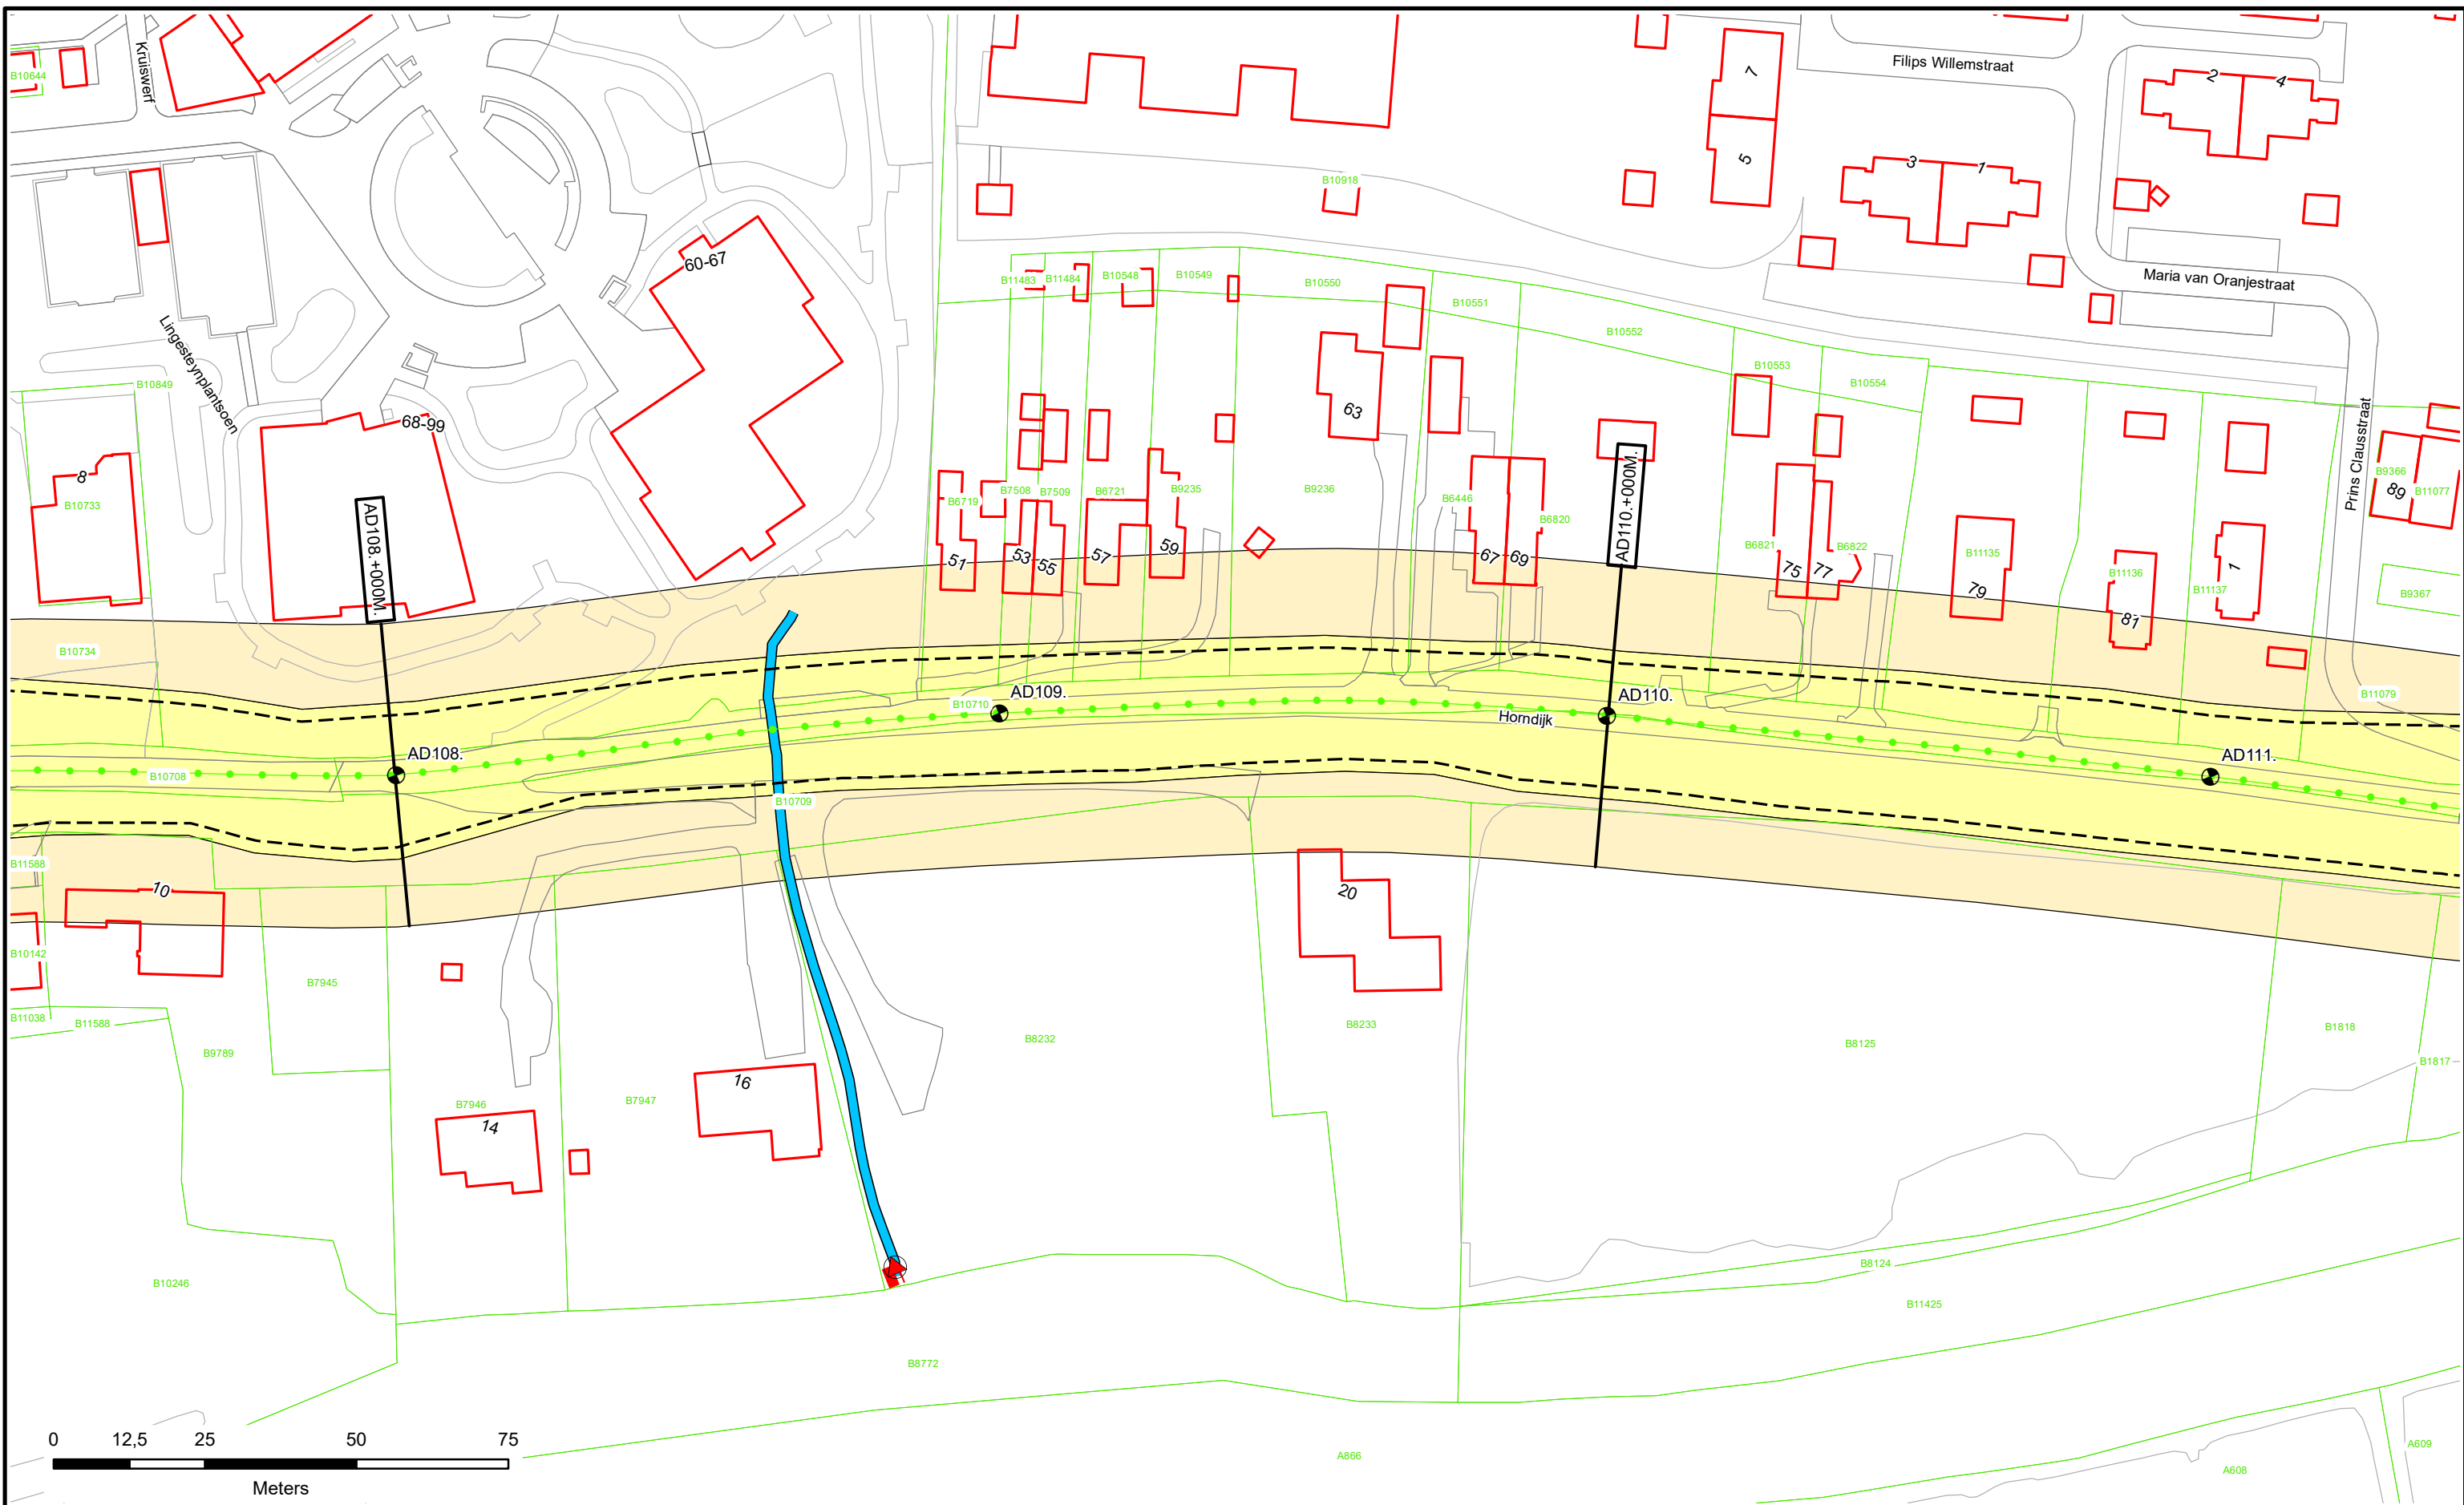 B10644
Kruiswerf
7
Filips Willemstraat
2
4
5
3
1
B10918
60-67
B11483
B11484
B10548
B10549
B10550
B10551
B10552
B10553
B10554
Maria van Oranjestraat
Lingesteynplantsoen
B10849
68-99
63
Prins Clausstraat
8
B10733
AD108.+000M.
B6719
B7508
B7509
B6721
B9235
B9236
B6446
B6820
AD110.+000M.
B6821
B6822
B11135
B9366
89
B11077
51
53
55
57
59
67
69
75
77
79
B11136
81
B11137
1
B9367
B10734
B10710
AD109.
Horndijk
AD110.
B11079
AD108.
AD111.
B10708
B10709
B11588
10
20
B10142
B7945
B11038
B11588
B9789
B8232
B8233
B8125
B1818
B1817
B7946
14
B7947
16
B10246
B8124
B11425
B8772
A866
A608
A609
0 12,5 25 50 75
Meters